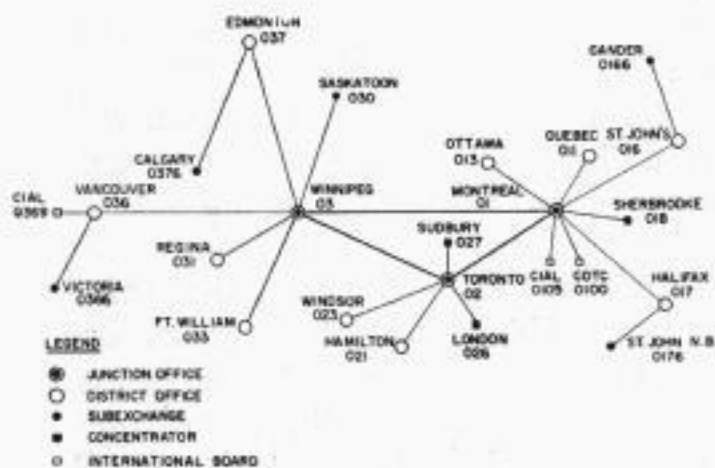 EDMONTON
037
GANDER
0166
SASKATOON
030
OTTAWA
013
QUEBEC
011
ST JOHN'S
016
CALGARY
0376
CIAL
0369
VANCOUVER
036
WINNIPEG
03
MONTREAL
01
SHERBROOKE
018
SUDBURY
027
REGINA
031
VICTORIA
0366
TORONTO
02
CIAL
0105
COTC
0100
HALIFAX
017
WINDSOR
023
FT. WILLIAM
033
HAMILTON
021
LONDON
026
ST JOHN N.B
0176
LEGEND
JUNCTION OFFICE
DISTRICT OFFICE
SUBEXCHANGE
CONCENTRATOR
INTERNATIONAL BOARD